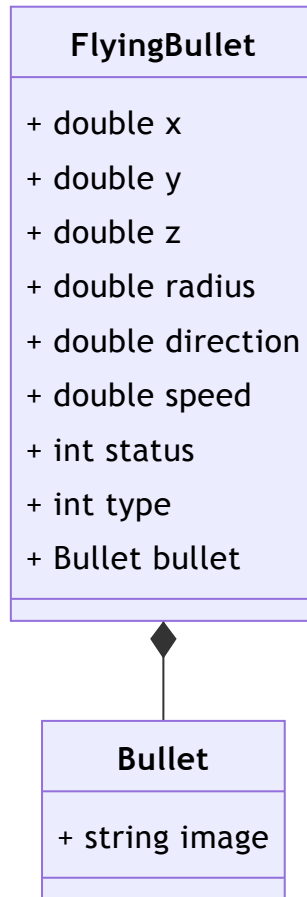 FlyingBullet
+ double x
+ double y
+ double z
+ double radius
+ double direction
+ double speed
+ int status
+ int type
+ Bullet bullet
Bullet
+ string image